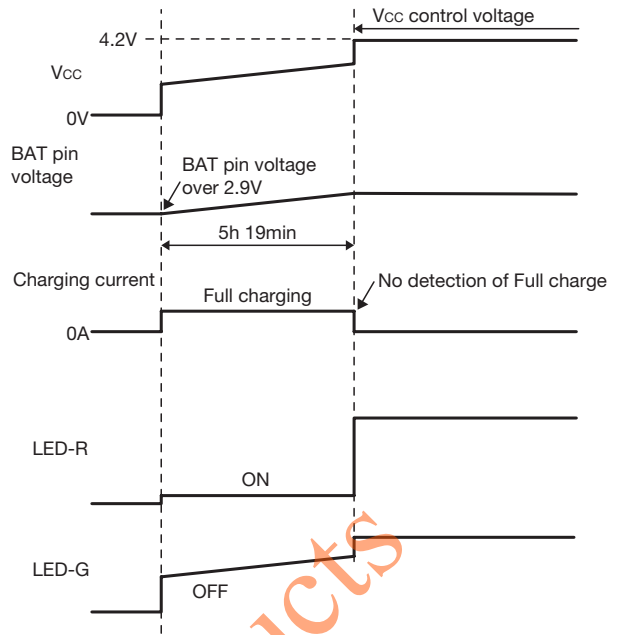 Vcc control voltage
4.2V
Vcc
0V
BAT pin
voltage
BAT pin voltage
over 2.9V
5h 19min
Charging current
Full charging
No detection of Full charge
0A
LED-R
ON
LED-G
OFF
ucts